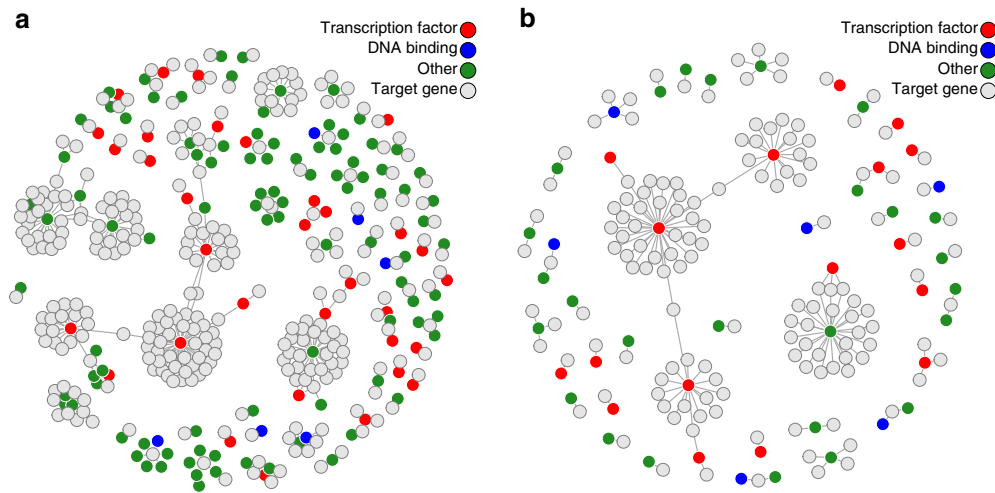 a
Transcription factor
DNA binding
Other
Target gene
b
Transcription factor
DNA binding
Other
Target gene